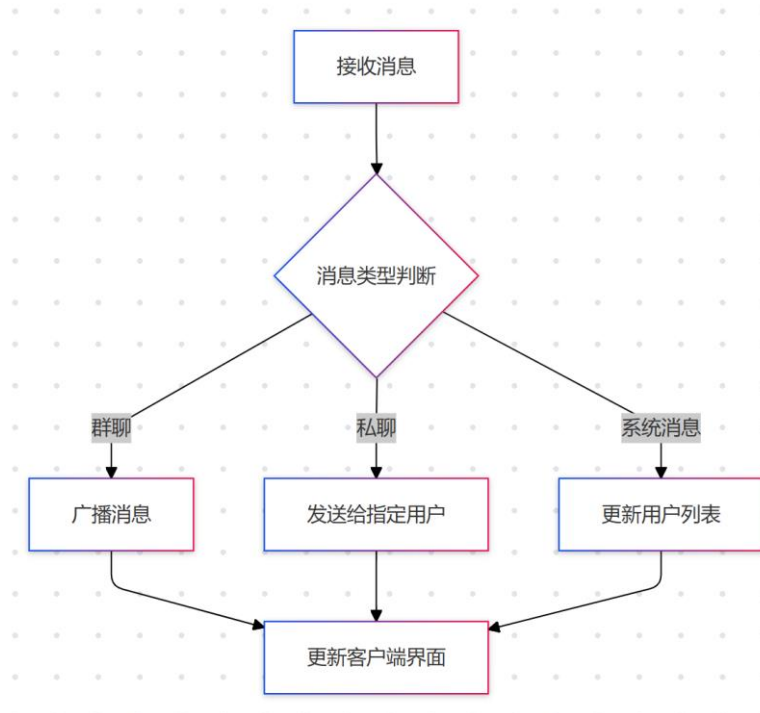 接收消息
消息类型判断
群聊
私聊
系统消息
广播消息
发送给指定用户
更新用户列表
更新客户端界面